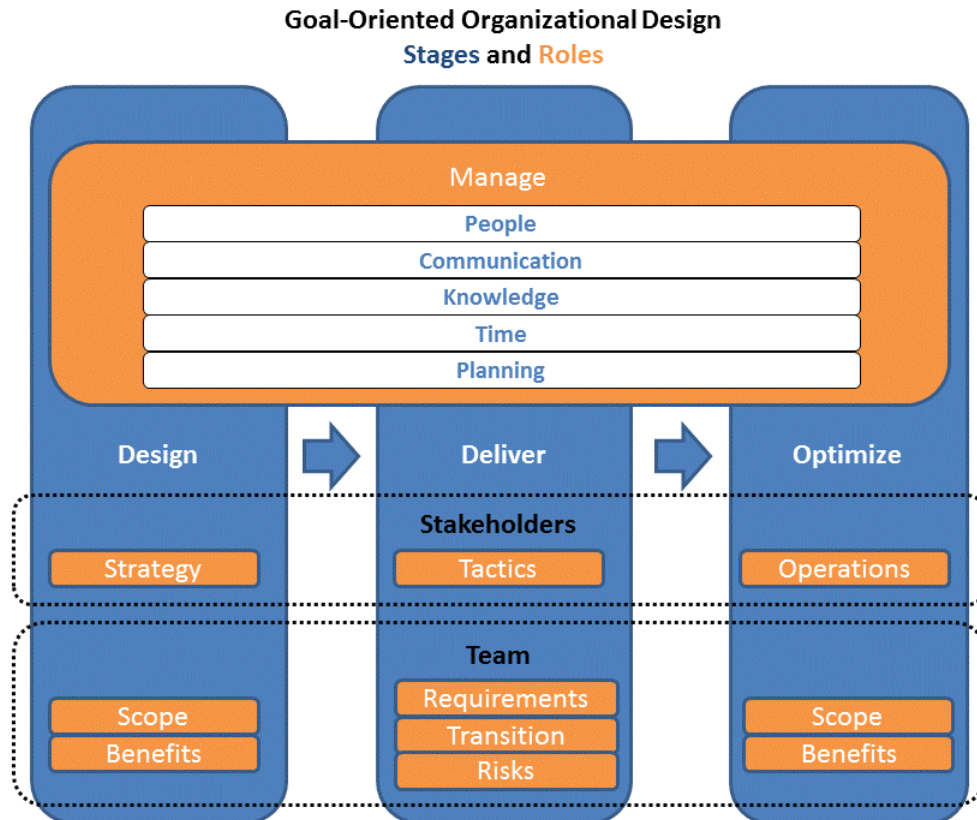 Goal-Oriented Organizational Design
Stages and Roles
Manage
People
Communication
Knowledge
Time
Planning
Design
Deliver
Optimize
Stakeholders
Strategy
Tactics
Operations
Team
Scope
Benefits
Requirements
Transition
Risks
Scope
Benefits